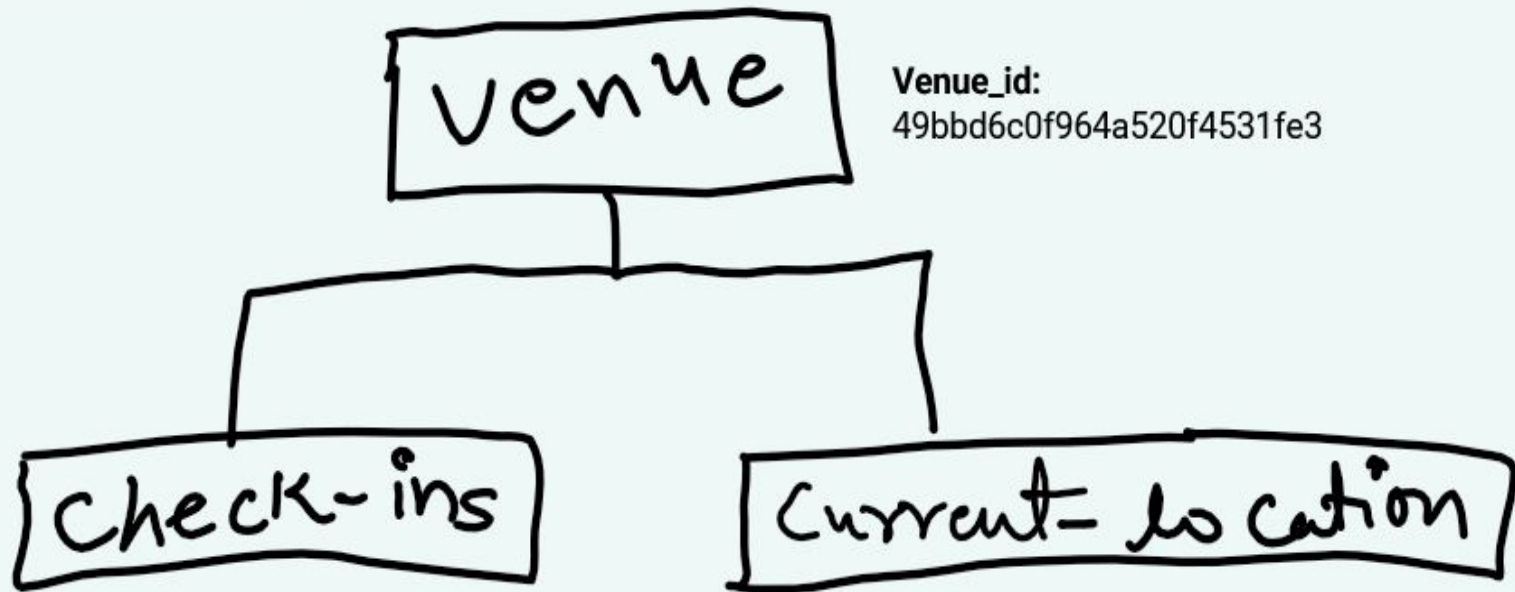 Venue
Venue_id:
49bbd6c0f964a520f4531fe3
Check-ins
Current-location